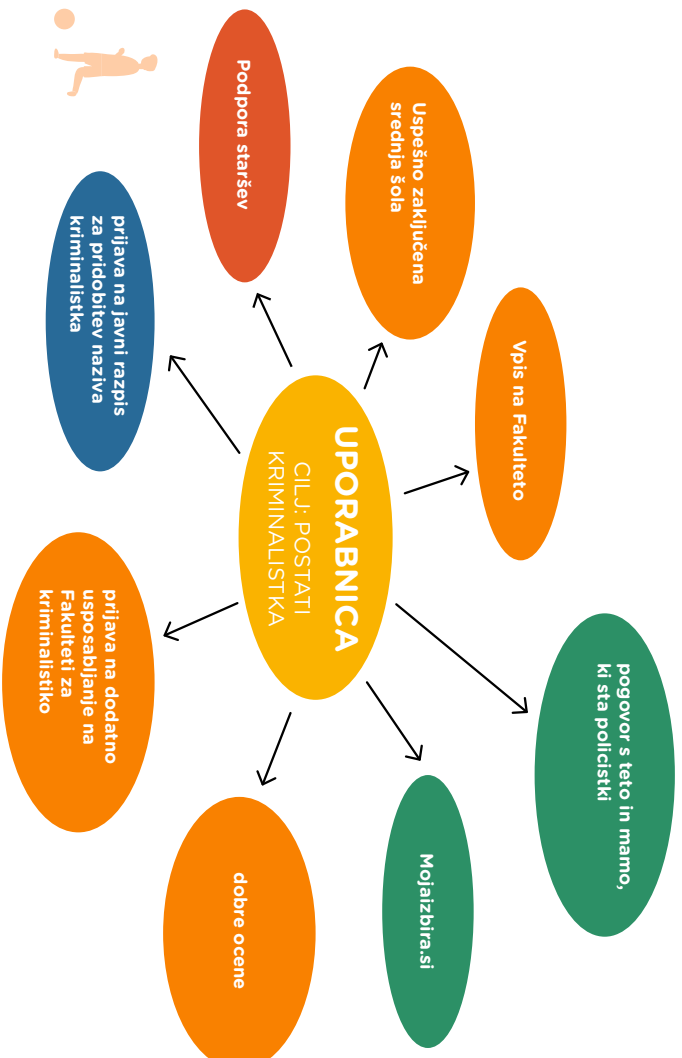 pogovor s teto in mamo,
ki sta policistki
Vpis na Fakulteto
Uspešno zaključena
srednja šola
Mojaizbira.si
UPORABNICA
CILJ: POSTATI
KRIMINALISTKA
Podpora staršev
dobre ocene
prijava na javni razpis
za pridobitev naziva
kriminalistka
prijava na dodatno
usposabljanje na
Fakulteti za
kriminalistiko